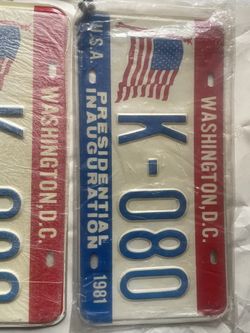 WASHINGTON, D.C.
WASHINGTON, D.C.
K-080
U.S.A. PRESIDENTIAL INAUGURATION 1981